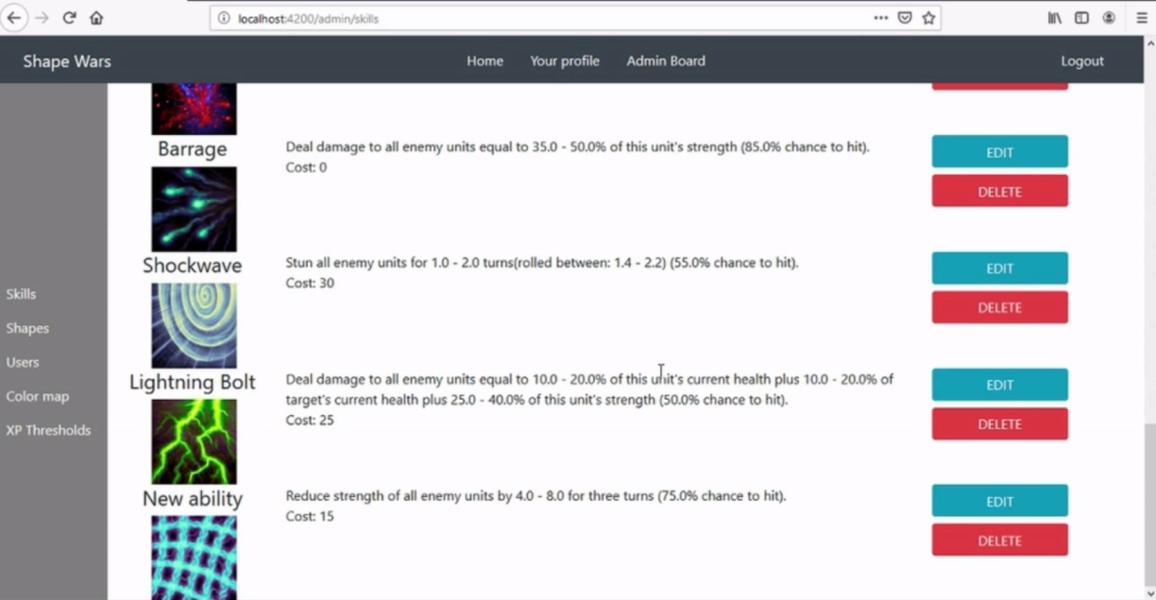 localhost:4200/admin/skills
Shape Wars
Home
Your profile
Admin Board
Logout
Skills
Shapes
Users
Color map
XP Thresholds
Barrage
Deal damage to all enemy units equal to 35.0 - 50.0% of this unit's strength (85.0% chance to hit).
Cost: 0
EDIT
DELETE
Shockwave
Stun all enemy units for 1.0 - 2.0 turns(rolled between: 1.4 - 2.2) (55.0% chance to hit).
Cost: 30
EDIT
DELETE
Lightning Bolt
Deal damage to all enemy units equal to 10.0 - 20.0% of this unit's current health plus 10.0 - 20.0% of
target's current health plus 25.0 - 40.0% of this unit's strength (50.0% chance to hit).
Cost: 25
EDIT
DELETE
New ability
Reduce strength of all enemy units by 4.0 - 8.0 for three turns (75.0% chance to hit).
Cost: 15
EDIT
DELETE